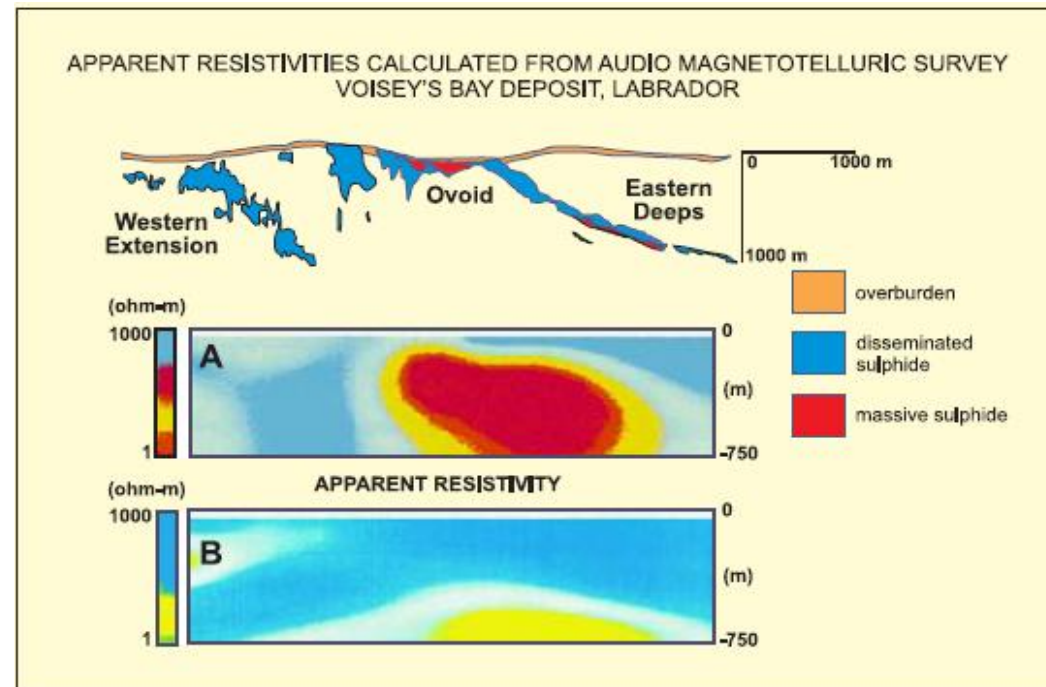 APPARENT RESISTIVITIES CALCULATED FROM AUDIO MAGNETOTELLURIC SURVEY
VOISEY'S BAY DEPOSIT, LABRADOR
0 1000 m
Ovoid
Eastern
Deeps
Western
Extension
1000 m
overburden
disseminated
sulphide
massive sulphide
(ohm-m)
1000
1
A
0
(m)
-750
APPARENT RESISTIVITY
(ohm-m)
1000
1
B
0
(m)
-750